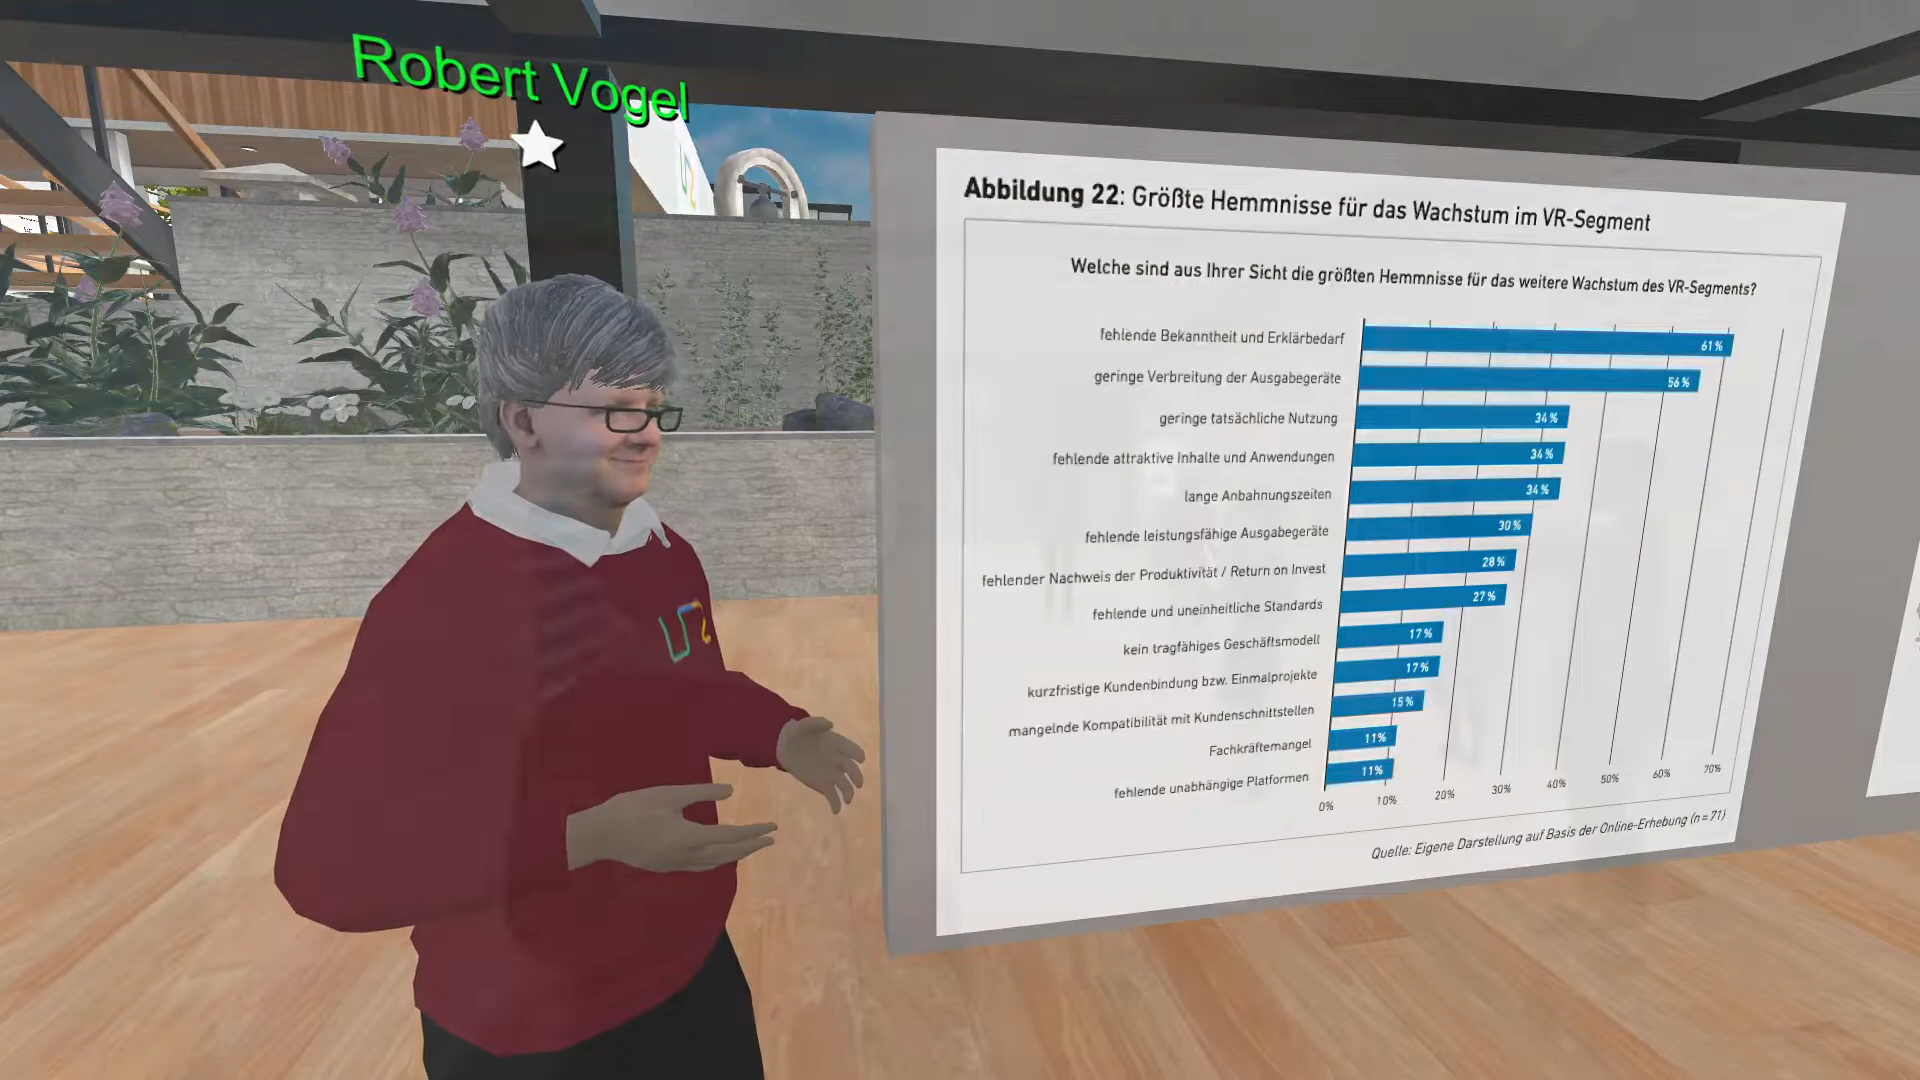 Robert Vogel
Abbildung 22: Größte Hemmnisse für das Wachstum im VR-Segment
Welche sind aus Ihrer Sicht die größten Hemmnisse für das weitere Wachstum des VR-Segments?
fehlende Bekanntheit und Erklärbedarf 61%
geringe Verbreitung der Ausgabegeräte 56%
geringe tatsächliche Nutzung 34%
fehlende attraktive Inhalte und Anwendungen 34%
lange Anbahnungszeiten 34%
fehlende leistungsfähige Ausgabegeräte 30%
fehlender Nachweis der Produktivität / Return on Invest 28%
fehlende und uneinheitliche Standards 27%
kein tragfähiges Geschäftsmodell 17%
kurzfristige Kundenbindung bzw. Einmalprojekte 17%
mangelnde Kompatibilität mit Kundenschnittstellen 15%
Fachkräftemangel 11%
fehlende unabhängige Platformen 11%
0% 10% 20% 30% 40% 50% 60% 70%
Quelle: Eigene Darstellung auf Basis der Online-Erhebung (n = 71)